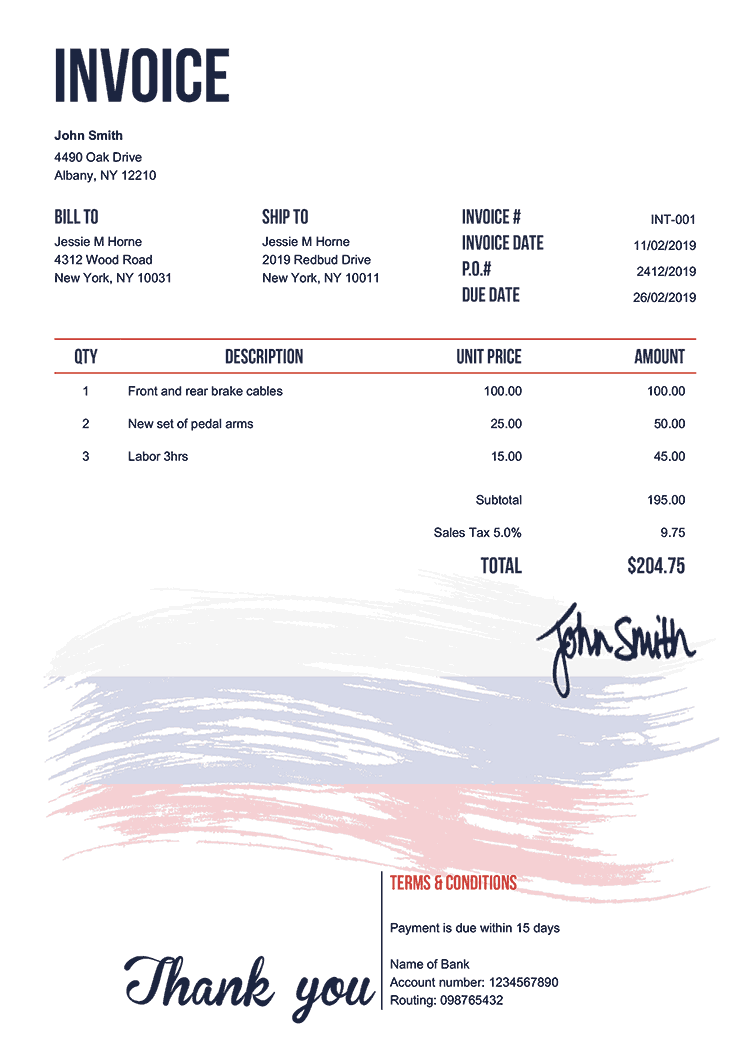 INVOICE
John Smith
4490 Oak Drive
Albany, NY 12210
BILL TO
Jessie M Horne
4312 Wood Road
New York, NY 10031
SHIP TO
Jessie M Horne
2019 Redbud Drive
New York, NY 10011
INVOICE # INT-001
INVOICE DATE 11/02/2019
P.O.# 2412/2019
DUE DATE 26/02/2019
QTY DESCRIPTION UNIT PRICE AMOUNT
1 Front and rear brake cables 100.00 100.00
2 New set of pedal arms 25.00 50.00
3 Labor 3hrs 15.00 45.00
Subtotal 195.00
Sales Tax 5.0% 9.75
TOTAL $204.75
John Smith
Thank you
TERMS & CONDITIONS
Payment is due within 15 days
Name of Bank
Account number: 1234567890
Routing: 098765432